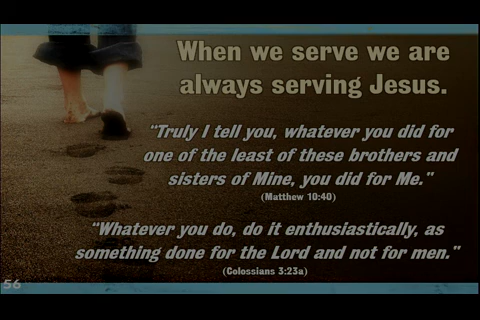 When we serve we are
always serving Jesus.
“Truly I tell you, whatever you did for
one of the least of these brothers and
sisters of Mine, you did for Me.”
(Matthew 10:40)
“Whatever you do, do it enthusiastically, as
something done for the Lord and not for men."
(Colossians 3:23a)
56